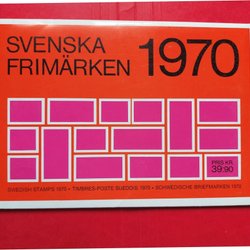 SVENSKA
FRIMÄRKEN 1970
PRIS KR.
39:90
SWEDISH STAMPS 1970 • TIMBRES-POSTE SUEDOIS 1970 • SCHWEDISCHE BRIEFMARKEN 1970